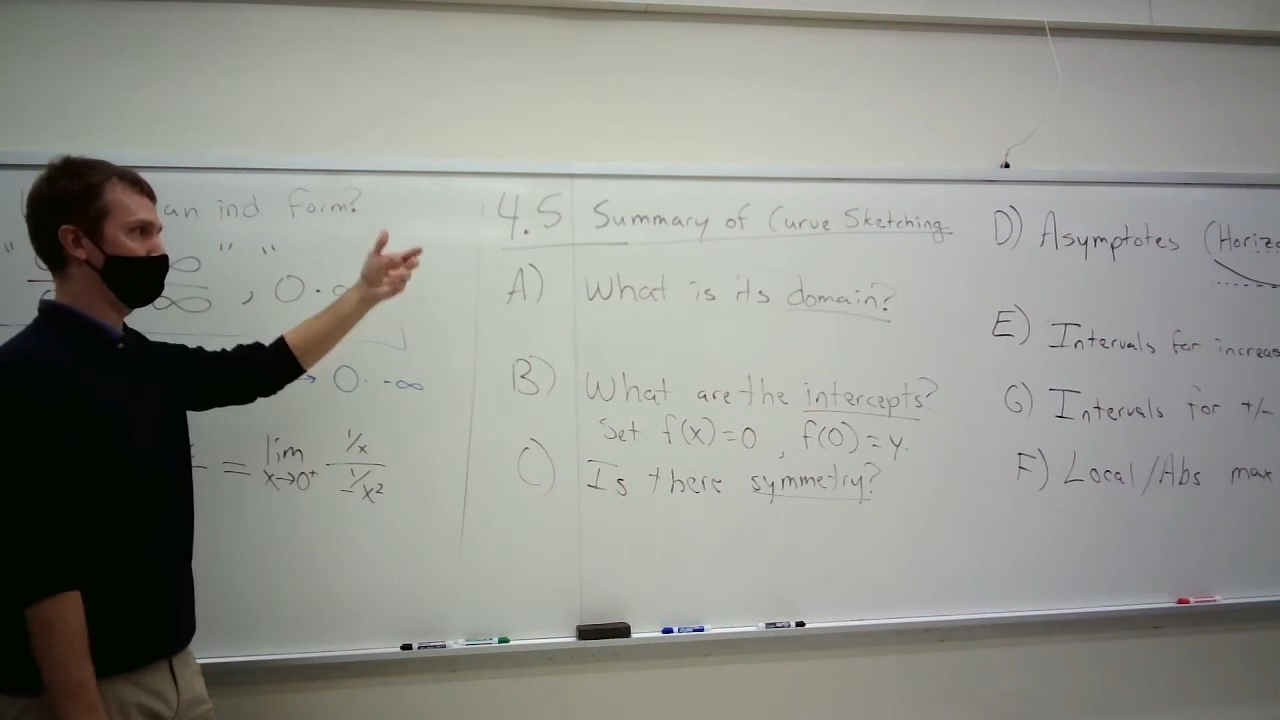 an ind form?
" ∞ " "
∞ , 0 ·
→ 0 · -∞
= lim x→0⁺ 1/x / -1/x²
4.5 Summary of Curve Sketching
A) What is its domain?
B) What are the intercepts?
Set f(x)=0 , f(0)=y.
C) Is there symmetry?
D) Asymptotes (Horiz
E) Intervals for increas
G) Intervals for +/-
F) Local/Abs max